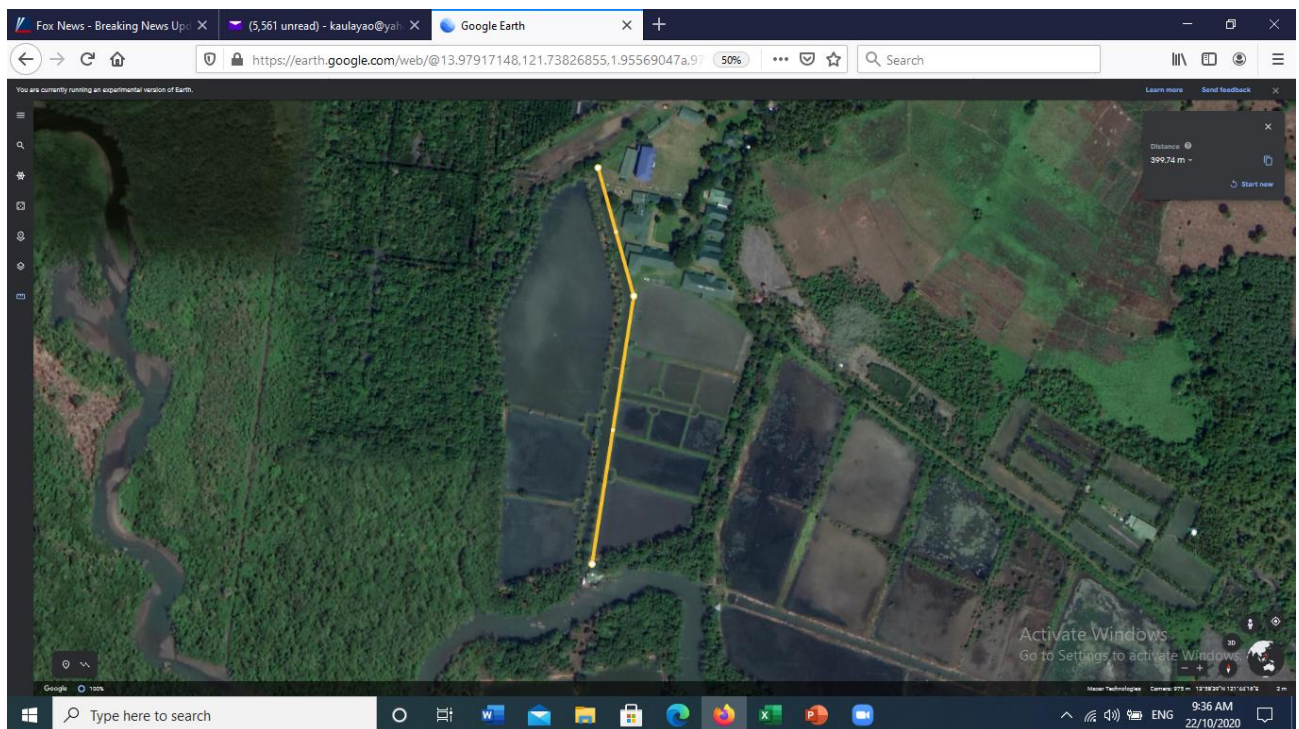 Fox News - Breaking News Upd
(5,561 unread) - kaulayao@yah
Google Earth
https://earth.google.com/web/@13.97917148,121.73826855,1.95569047a,97
50%
Search
You are currently running an experimental version of Earth.
Learn more
Send feedback
Distance
399.74 m
Start new
Activate Windows
Go to Settings to activate Windows.
3D
Google
100%
Maxar Technologies
Camera: 975 m
2 m
Type here to search
ENG
9:36 AM
22/10/2020